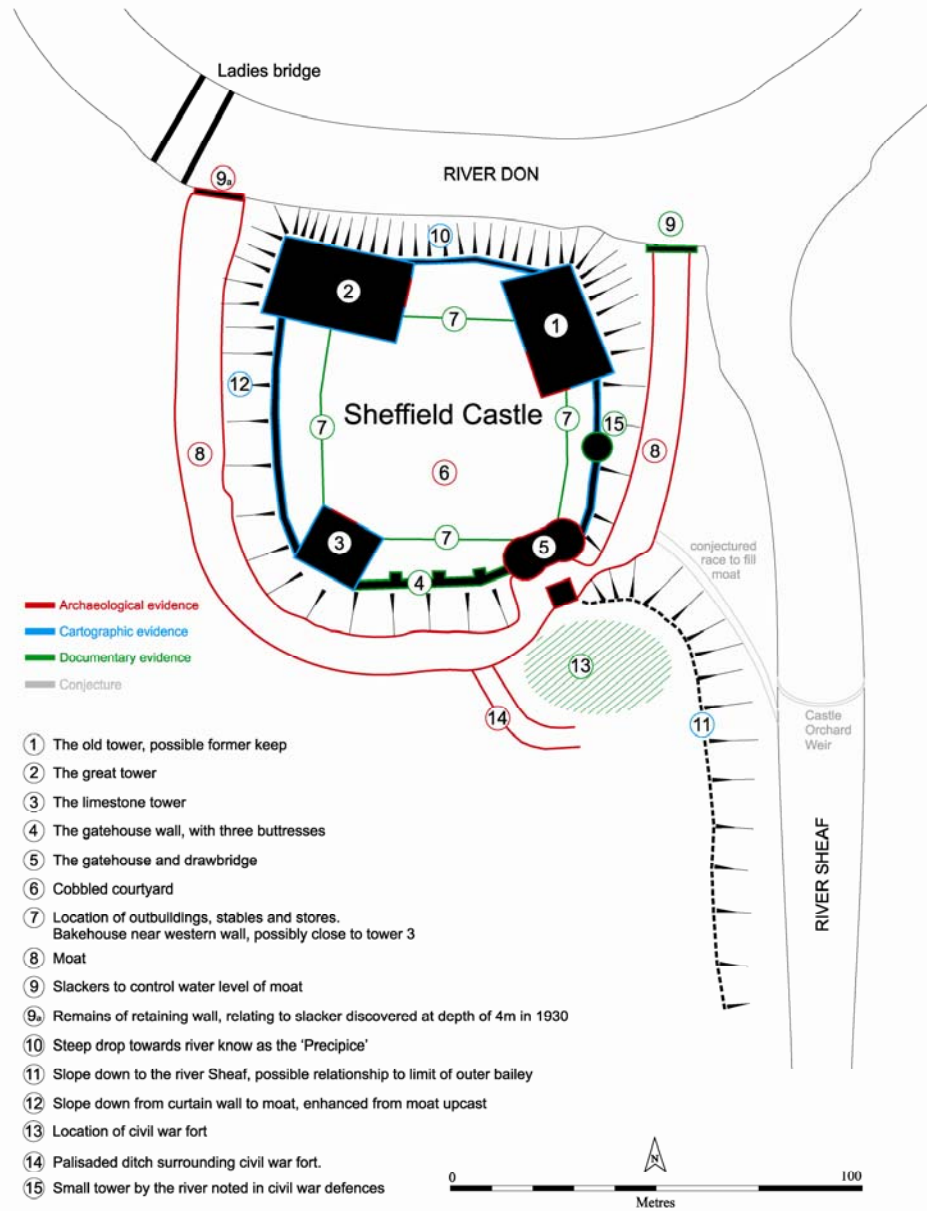 Ladies bridge
RIVER DON
9a
9
10
2
1
7
12
Sheffield Castle
7
7
15
8
8
6
3
7
5
4
conjectured
race to fill
moat
Archaeological evidence
Cartographic evidence
Documentary evidence
Conjecture
13
14
11
Castle
Orchard
Weir
RIVER SHEAF
1 The old tower, possible former keep
2 The great tower
3 The limestone tower
4 The gatehouse wall, with three buttresses
5 The gatehouse and drawbridge
6 Cobbled courtyard
7 Location of outbuildings, stables and stores.
Bakehouse near western wall, possibly close to tower 3
8 Moat
9 Slackers to control water level of moat
9a Remains of retaining wall, relating to slacker discovered at depth of 4m in 1930
10 Steep drop towards river know as the ‘Precipice’
11 Slope down to the river Sheaf, possible relationship to limit of outer bailey
12 Slope down from curtain wall to moat, enhanced from moat upcast
13 Location of civil war fort
14 Palisaded ditch surrounding civil war fort.
15 Small tower by the river noted in civil war defences
N
0 100
Metres